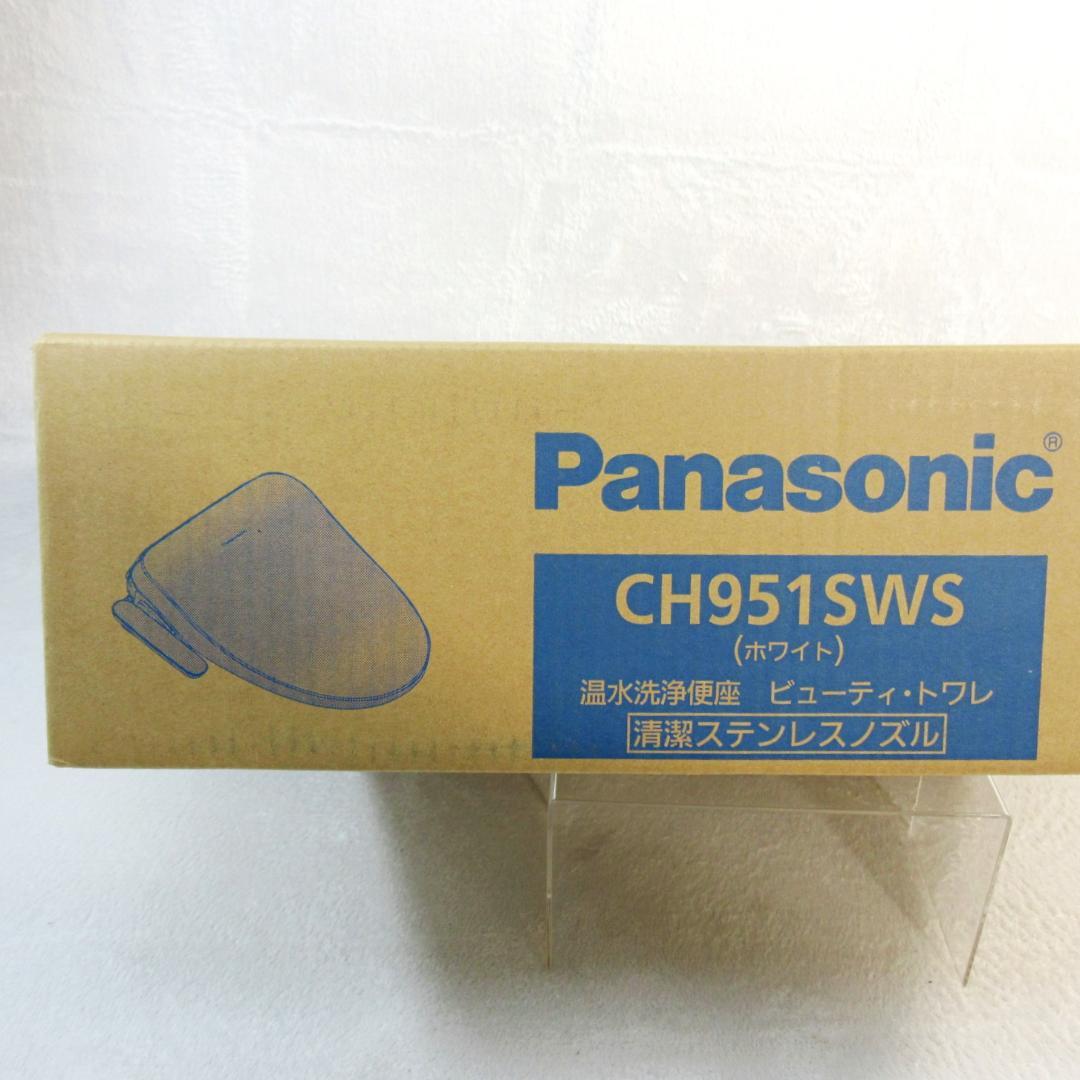 Panasonic®
CH951SWS
(ホワイト)
温水洗浄便座 ビューティ・トワレ
清潔ステンレスノズル